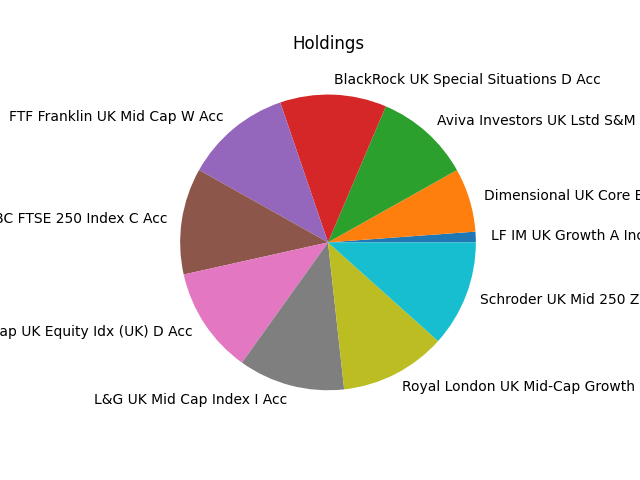 Holdings
BlackRock UK Special Situations D Acc
FTF Franklin UK Mid Cap W Acc
Aviva Investors UK Lstd S&M
Dimensional UK Core
FTSE 250 Index C Acc
LF IM UK Growth A Inc
Schroder UK Mid 250 Z
UK Equity Idx (UK) D Acc
Royal London UK Mid-Cap Growth
L&G UK Mid Cap Index I Acc